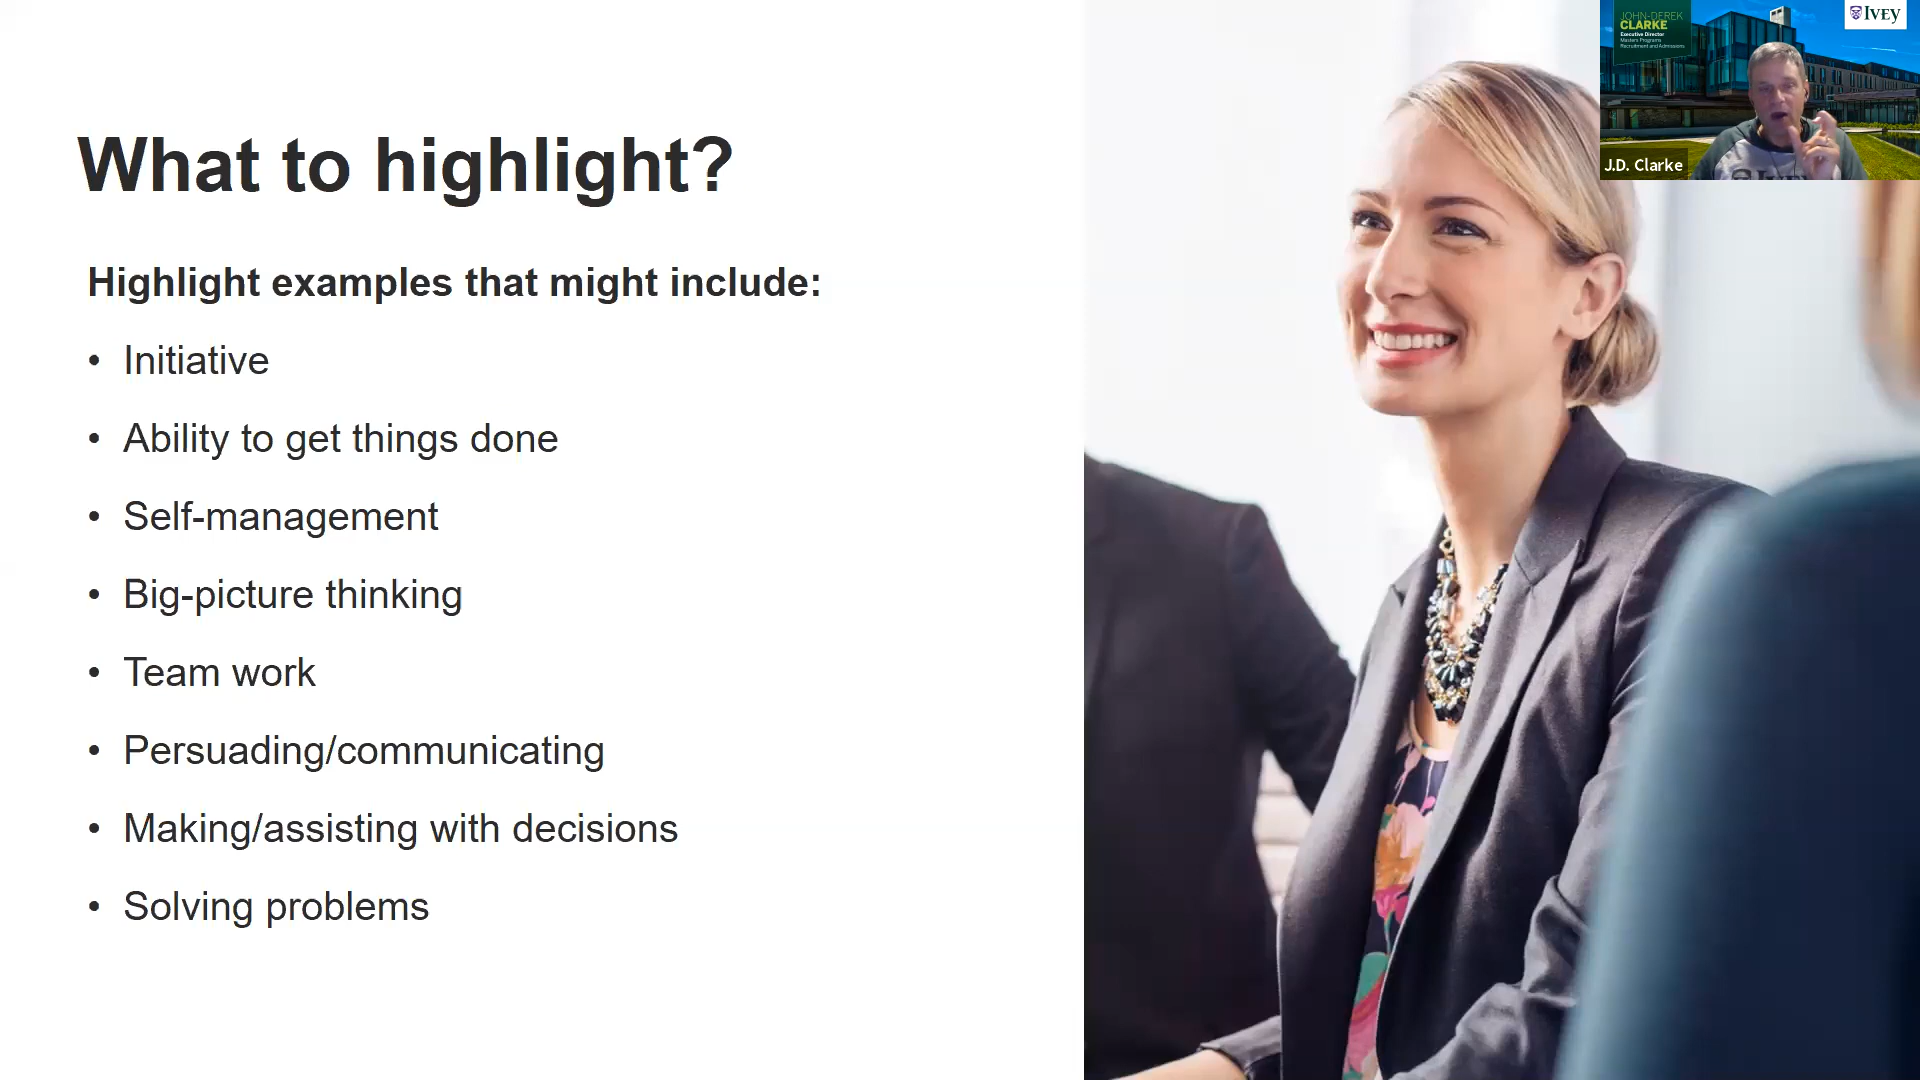 What to highlight?
Highlight examples that might include:
• Initiative
• Ability to get things done
• Self-management
• Big-picture thinking
• Team work
• Persuading/communicating
• Making/assisting with decisions
• Solving problems
JOHN-DEREK
CLARKE
Executive Director
Masters Programs
Recruitment and Admissions
IVEY
J.D. Clarke